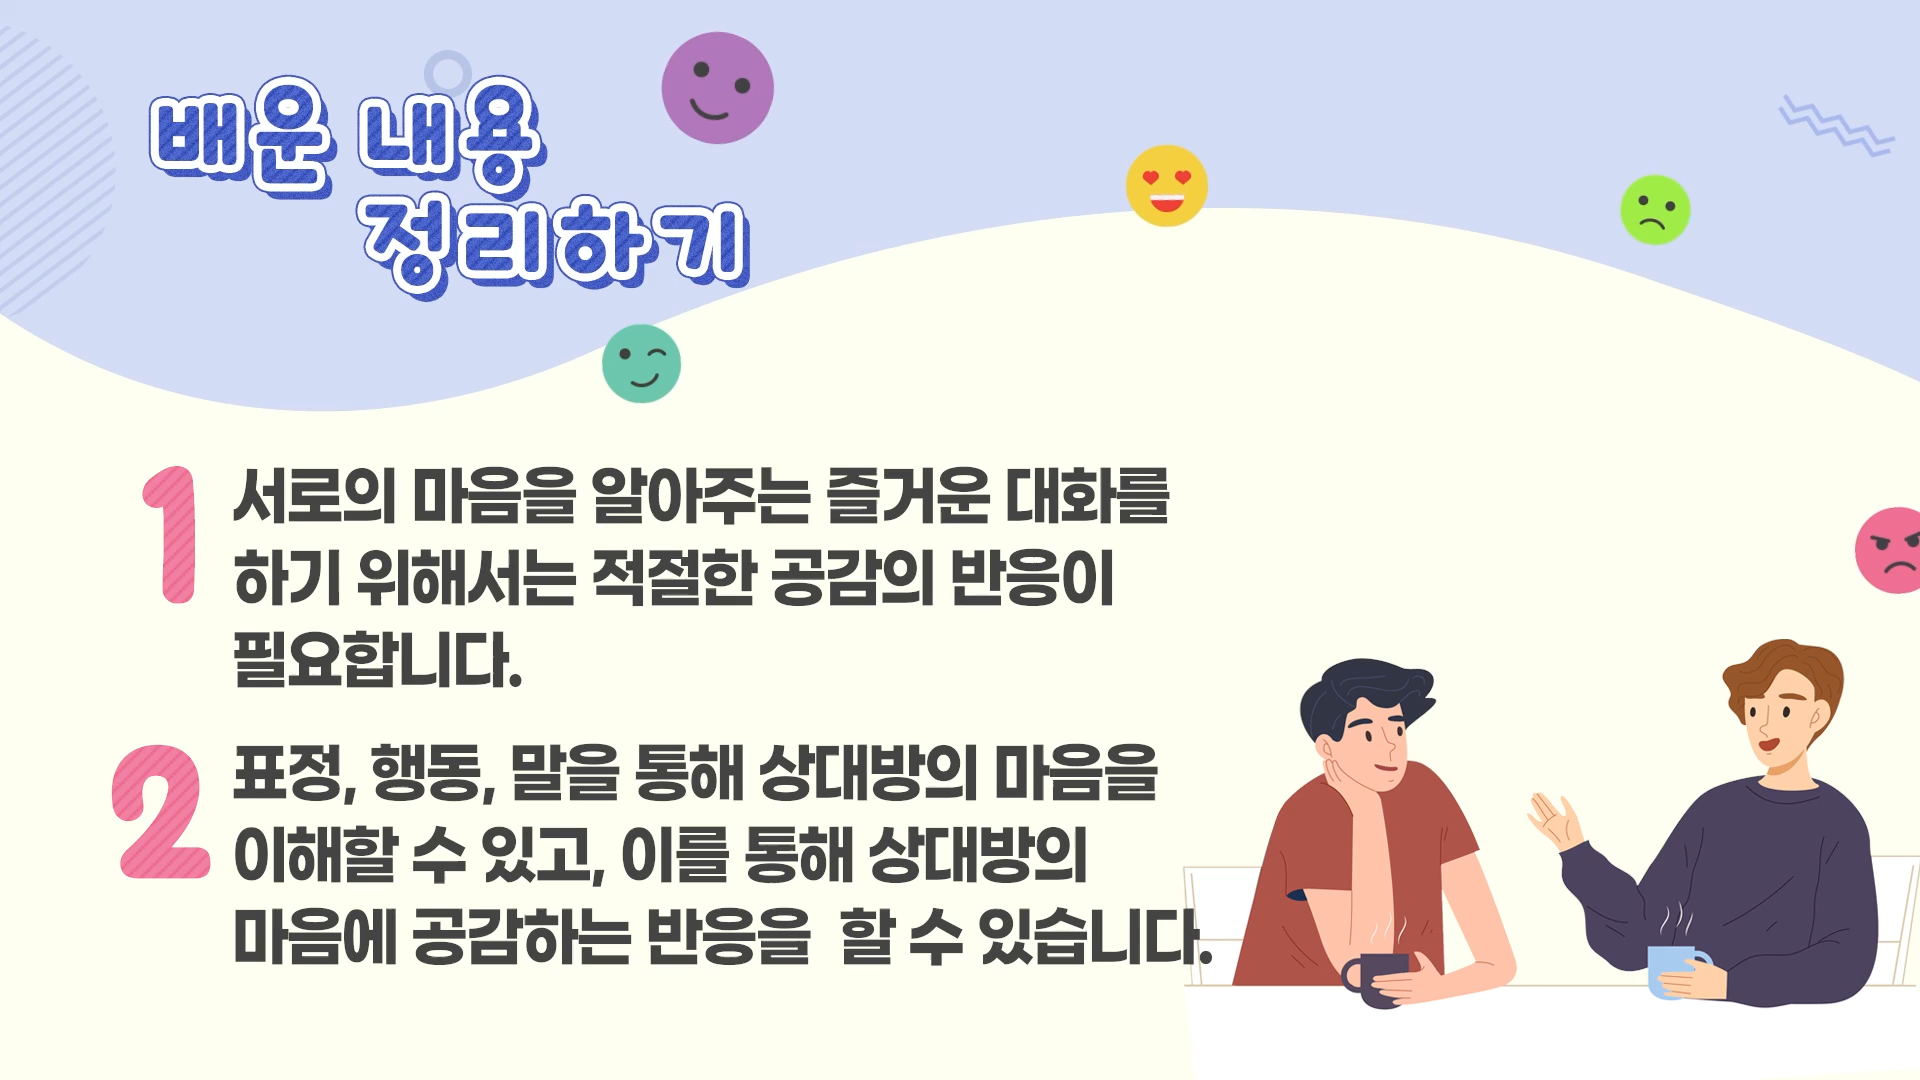 배운 내용
정리하기
1 서로의 마음을 알아주는 즐거운 대화를
하기 위해서는 적절한 공감의 반응이
필요합니다.
2 표정, 행동, 말을 통해 상대방의 마음을
이해할 수 있고, 이를 통해 상대방의
마음에 공감하는 반응을  할 수 있습니다.